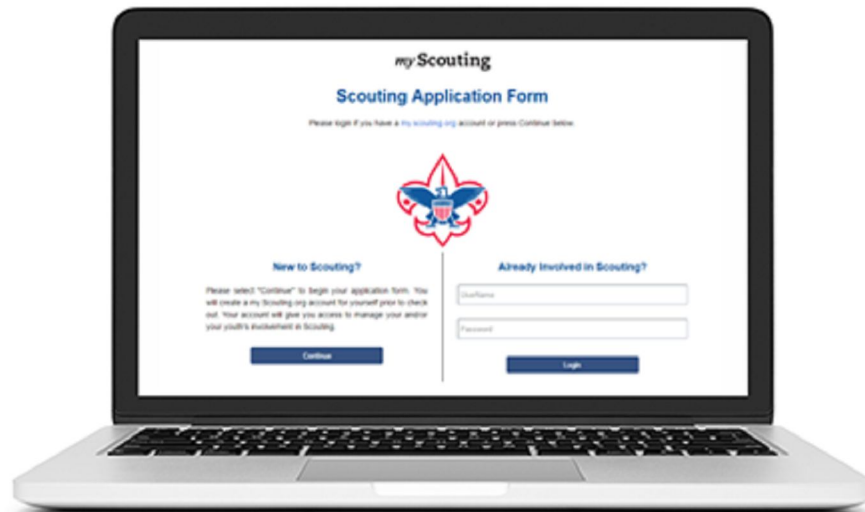 myScouting
Scouting Application Form
Please login if you have a my.scouting.org account or press Continue below.
New to Scouting?
Please select "Continue" to begin your application form. You
will create a my.Scouting.org account for yourself prior to check
out. Your account will give you access to manage your and/or
your youth's involvement in Scouting.
Continue
Already Involved in Scouting?
UserName
Password
Login